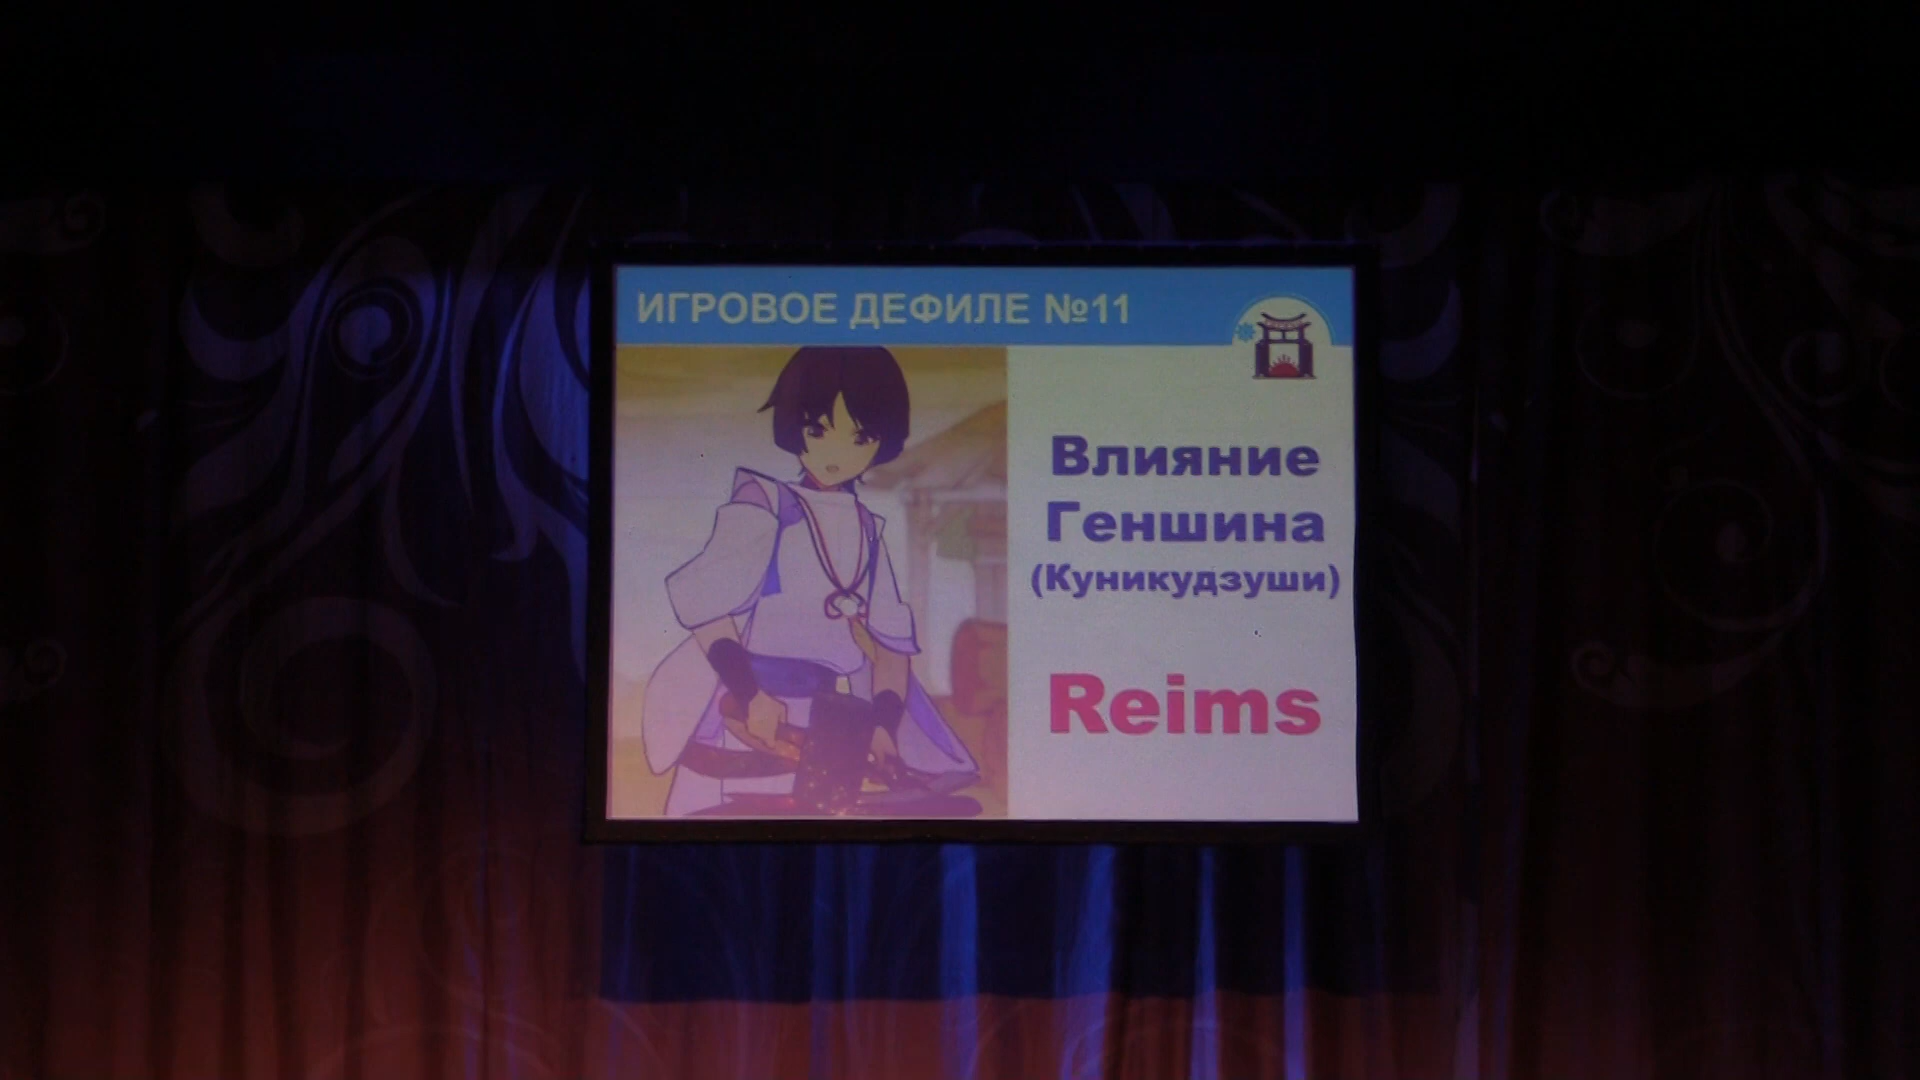 ИГРОВОЕ ДЕФИЛЕ №11
Влияние
Геншина
(Куникудзуши)
Reims